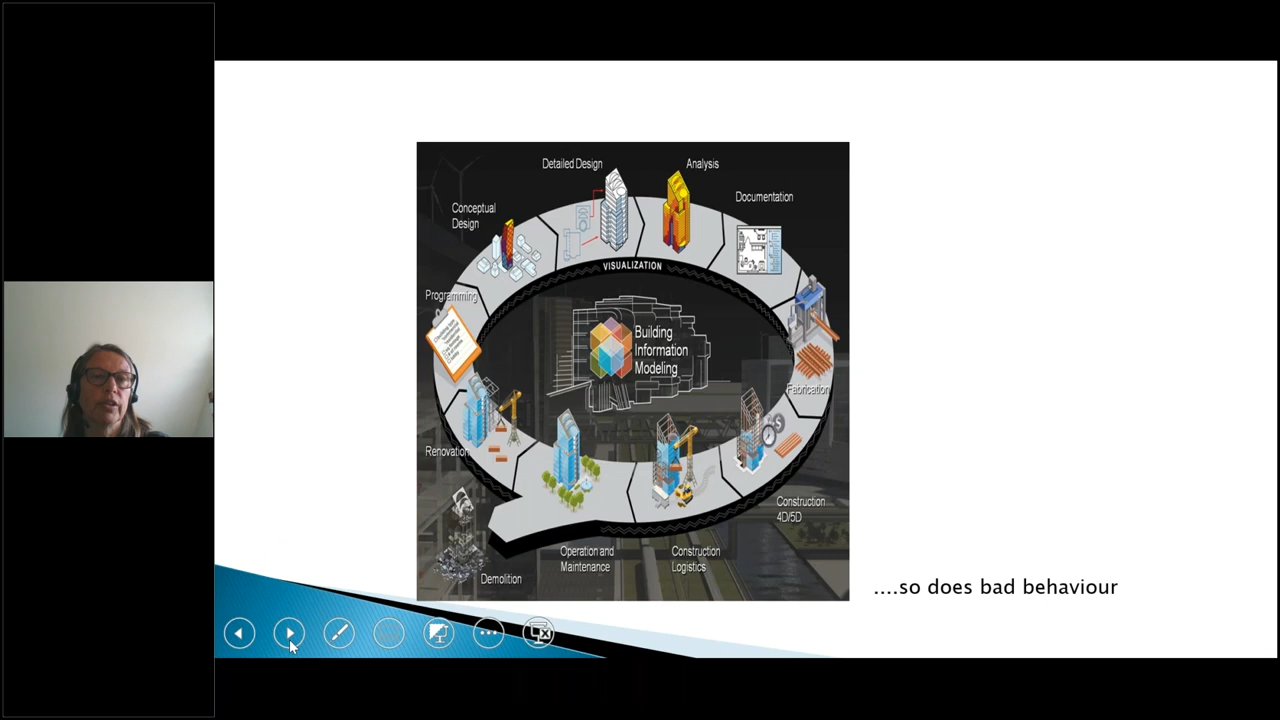 Detailed Design
Analysis
Documentation
Conceptual
Design
VISUALIZATION
Programming
Building
Information
Modeling
Fabrication
Renovation
Construction
4D/5D
Operation and
Maintenance
Construction
Logistics
Demolition
....so does bad behaviour